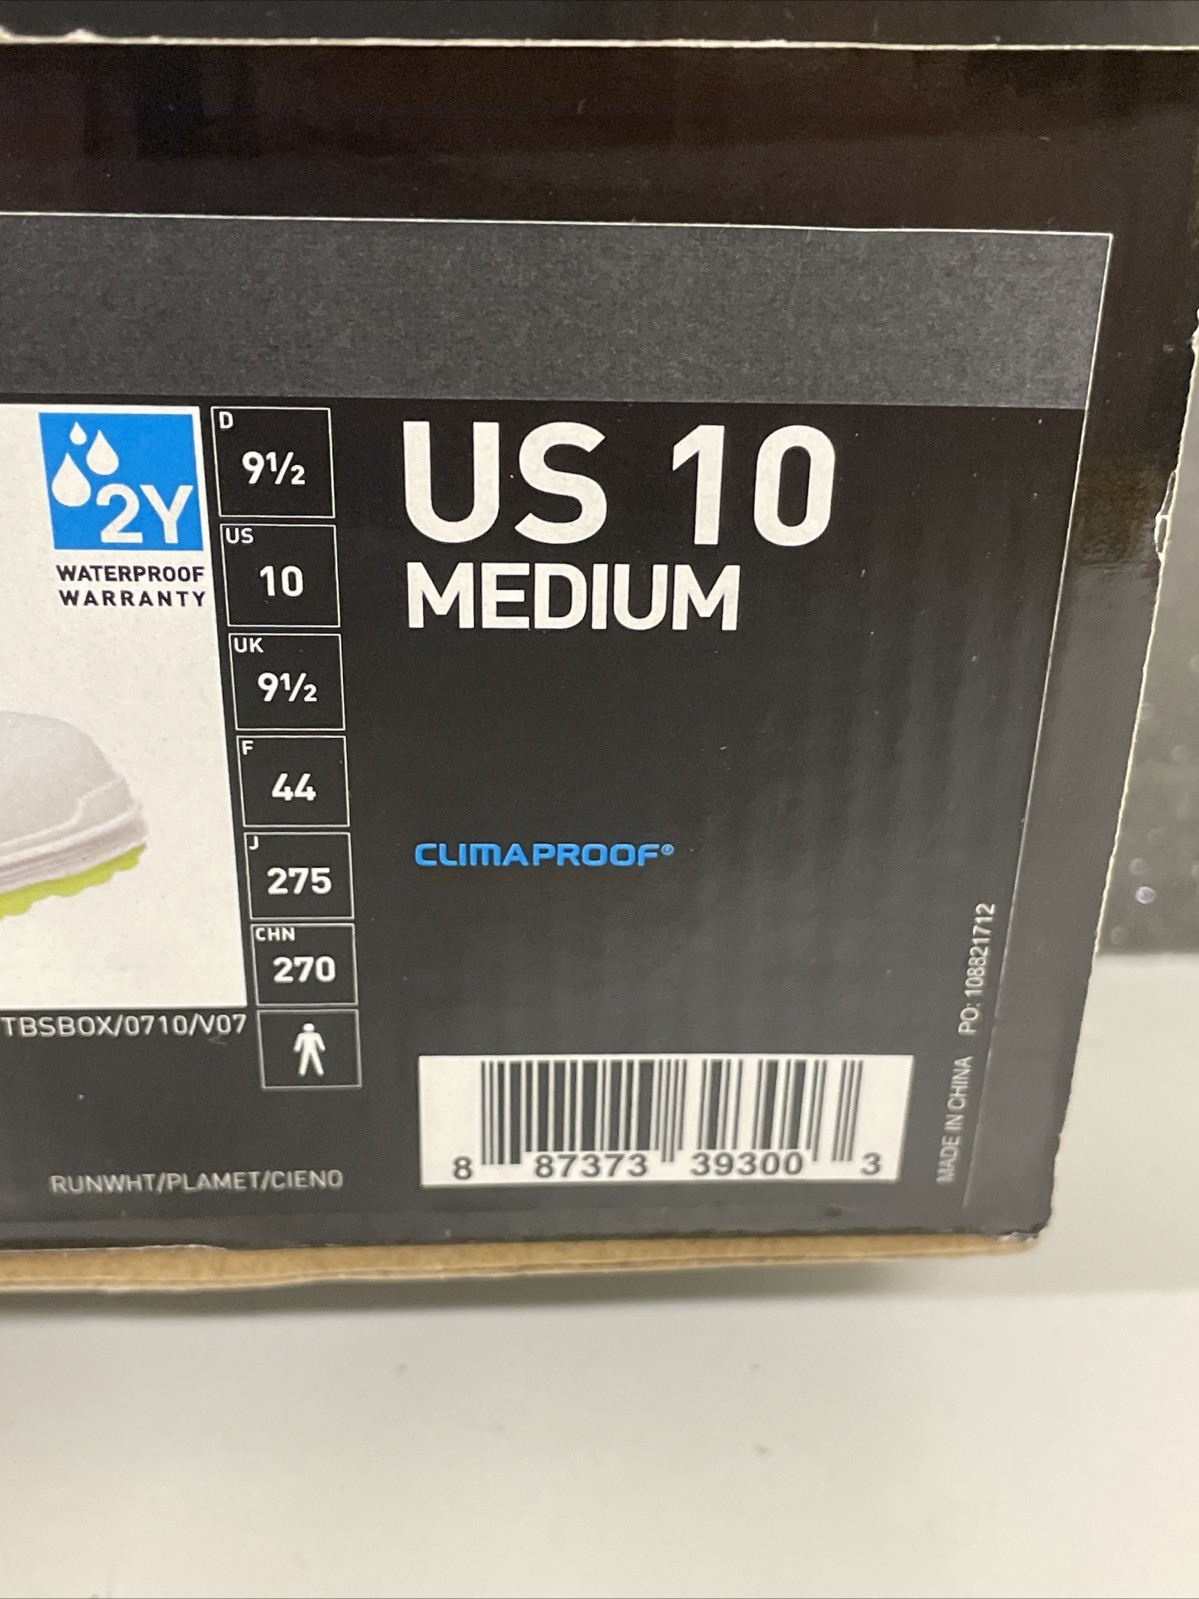 2Y
WATERPROOF
WARRANTY
D
9½
US
10
UK
9½
F
44
J
275
CHN
270
US 10
MEDIUM
CLIMAPROOF®
TBSBOX/0710/V07
RUNWHT/PLAMET/CIENO
8 87373 39300 3
MADE IN CHINA PO: 108821712